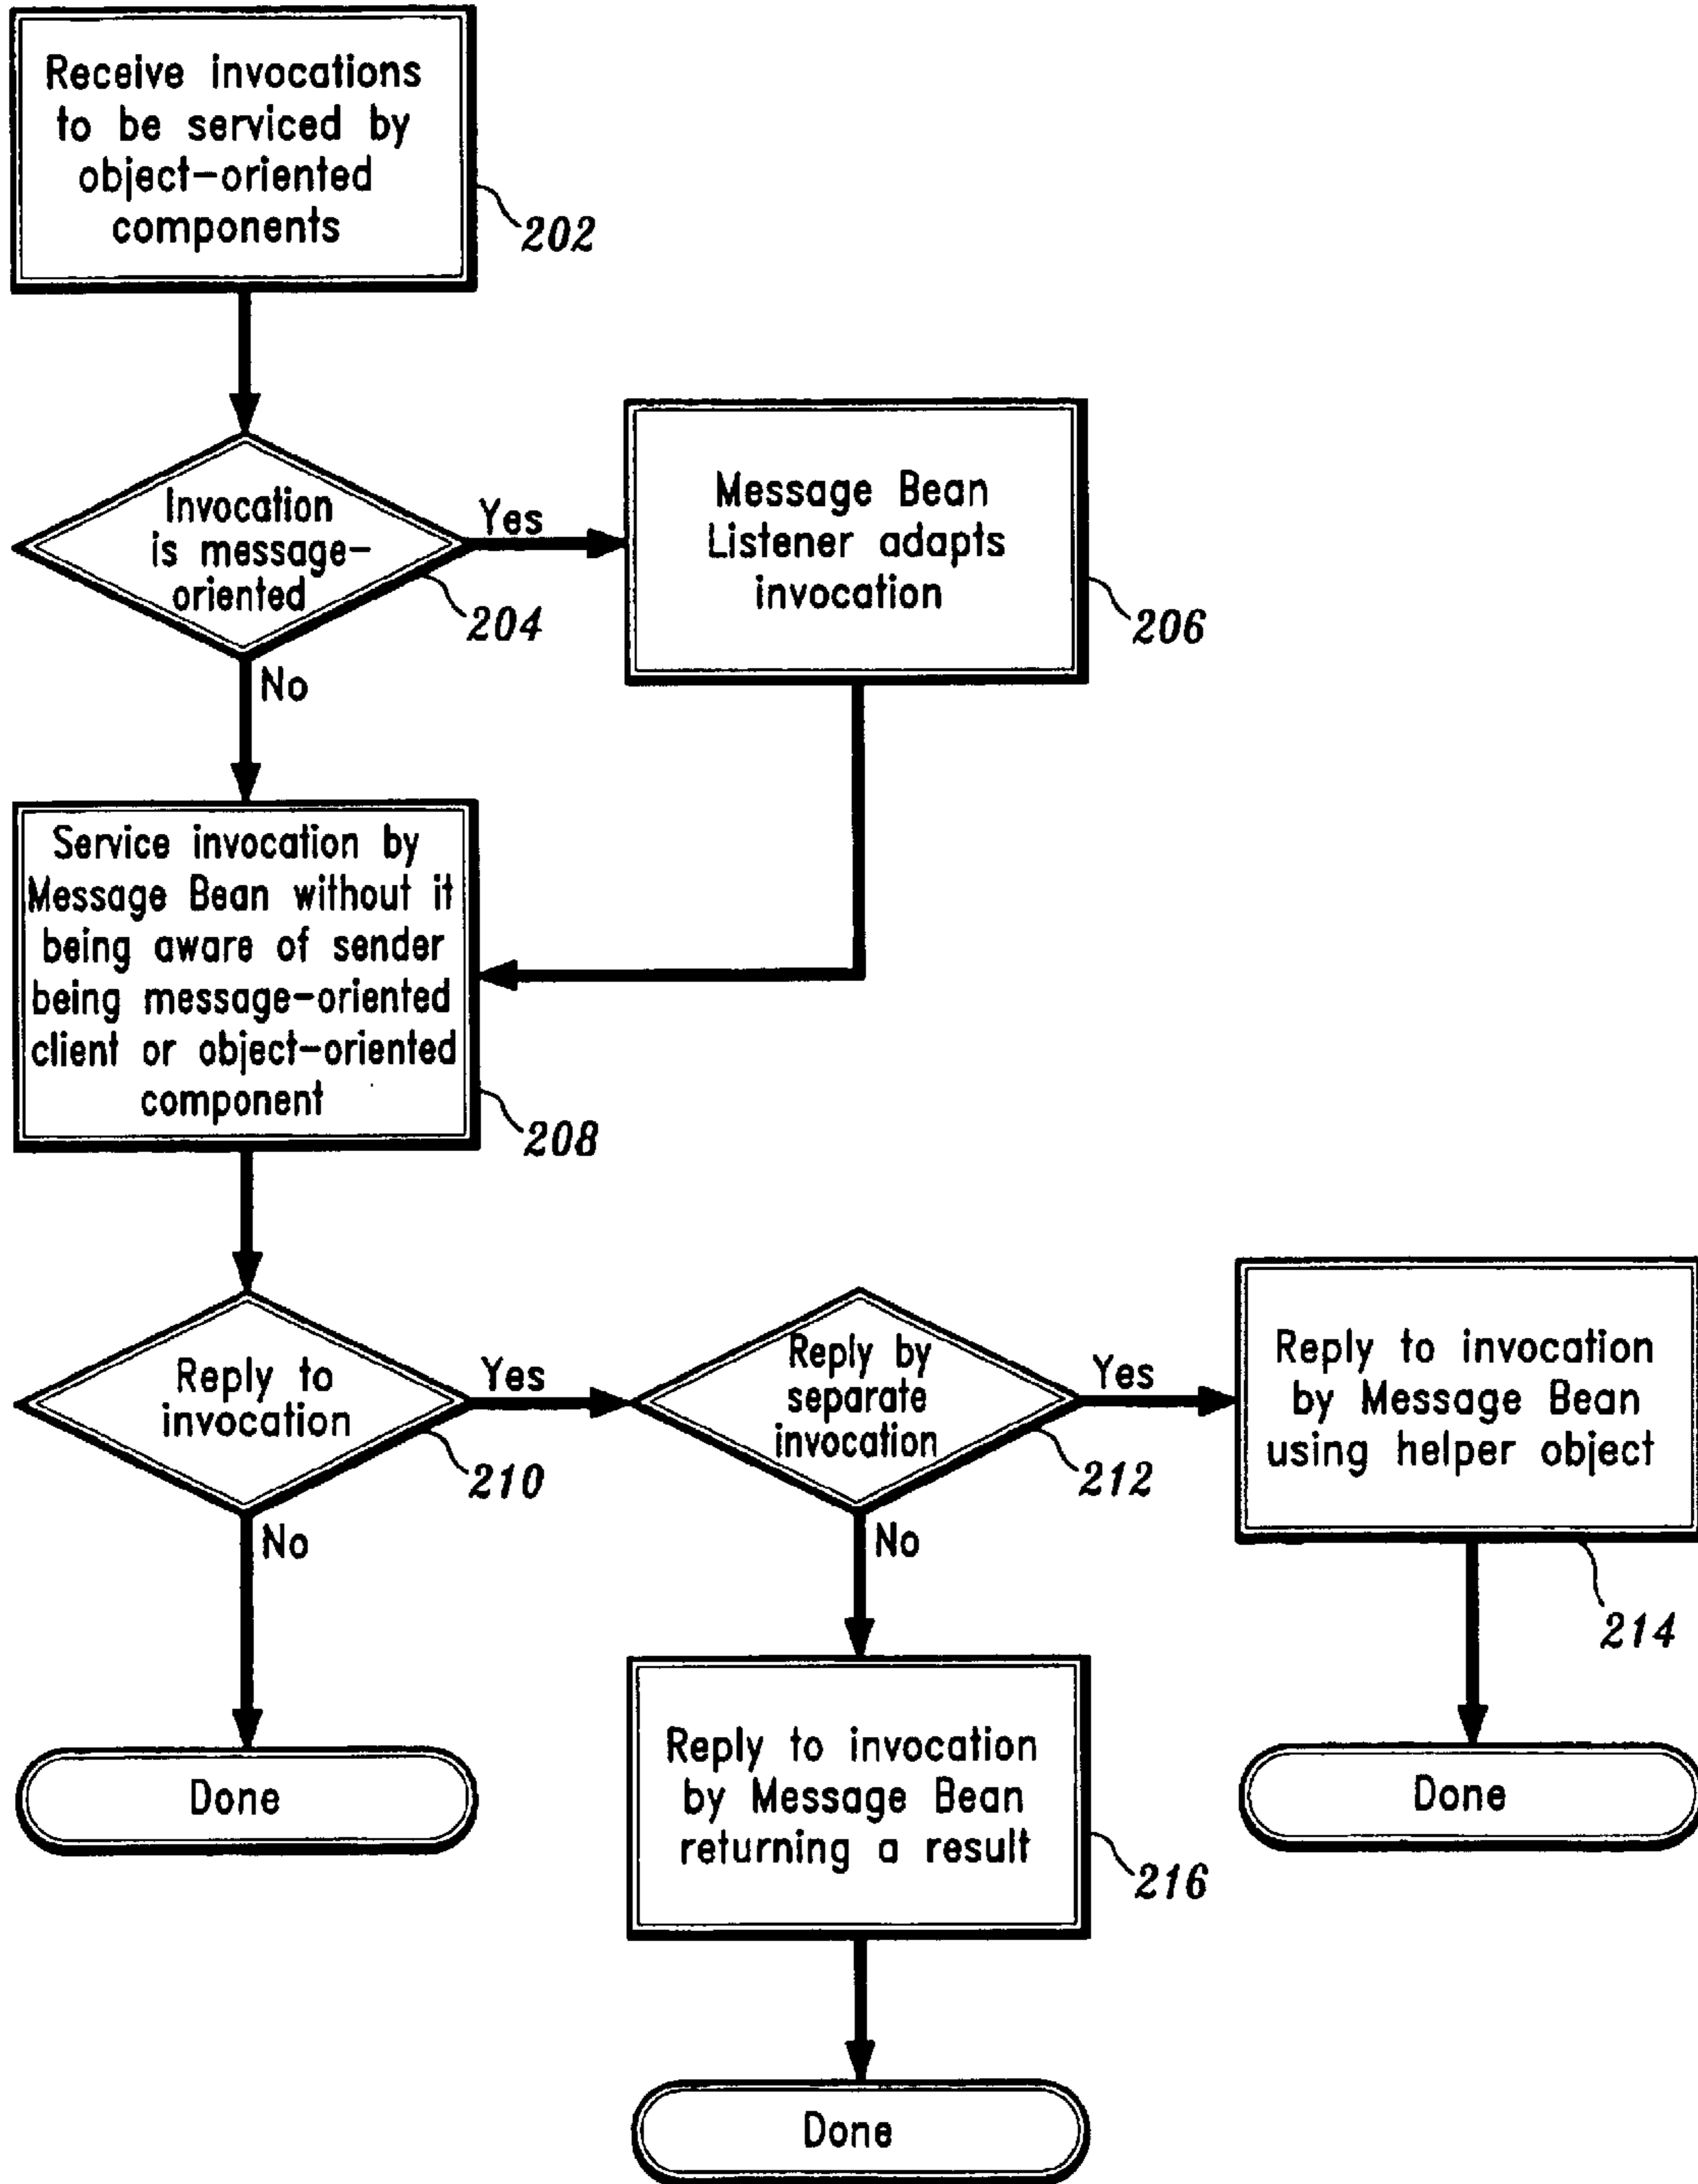 Receive invocations
to be serviced by
object-oriented
components
202
Invocation
is message-
oriented
204
Yes
No
Message Bean
Listener adapts
invocation
206
Service invocation by
Message Bean without it
being aware of sender
being message-oriented
client or object-oriented
component
208
Reply to
invocation
210
Yes
No
Reply by
separate
invocation
212
Yes
No
Reply to invocation
by Message Bean
using helper object
214
Done
Reply to invocation
by Message Bean
returning a result
216
Done
Done